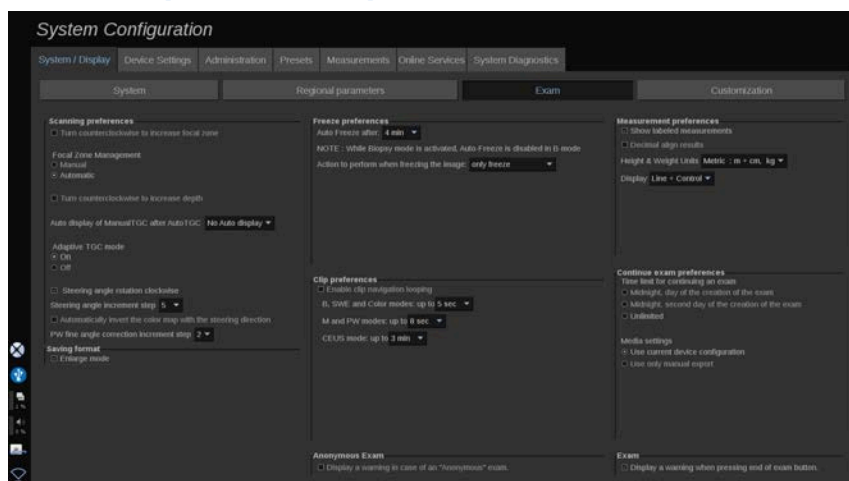 System Configuration
System / Display Device Settings Administration Presets Measurements Online Services System Diagnostics
System Regional parameters Exam Customization
Scanning preferences
Turn counterclockwise to increase focal zone
Focal Zone Management
Manual
Automatic
Turn counterclockwise to increase depth
Auto display of ManualTGC after AutoTGC No Auto display
Adaptive TGC mode
On
Off
Steering angle rotation clockwise
Steering angle increment step 5
Automatically invert the color map with the steering direction
PW fine angle correction increment step 2
Saving format
Enlarge mode
Freeze preferences
Auto Freeze after: 4 min
NOTE : While Biopsy mode is activated, Auto-Freeze is disabled in B mode
Action to perform when freezing the image: only freeze
Clip preferences
Enable clip navigation looping
B, SWE and Color modes: up to 5 sec
M and PW modes: up to 8 sec
CEUS mode: up to 3 min
Anonymous Exam
Display a warning in case of an "Anonymous" exam.
Measurement preferences
Show labeled measurements
Decimal align results
Height & Weight Units Metric : m + cm, kg
Display Line + Control
Continue exam preferences
Time limit for continuing an exam
Midnight, day of the creation of the exam
Midnight, second day of the creation of the exam
Unlimited
Media settings
Use current device configuration
Use only manual export
Exam
Display a warning when pressing end of exam button.